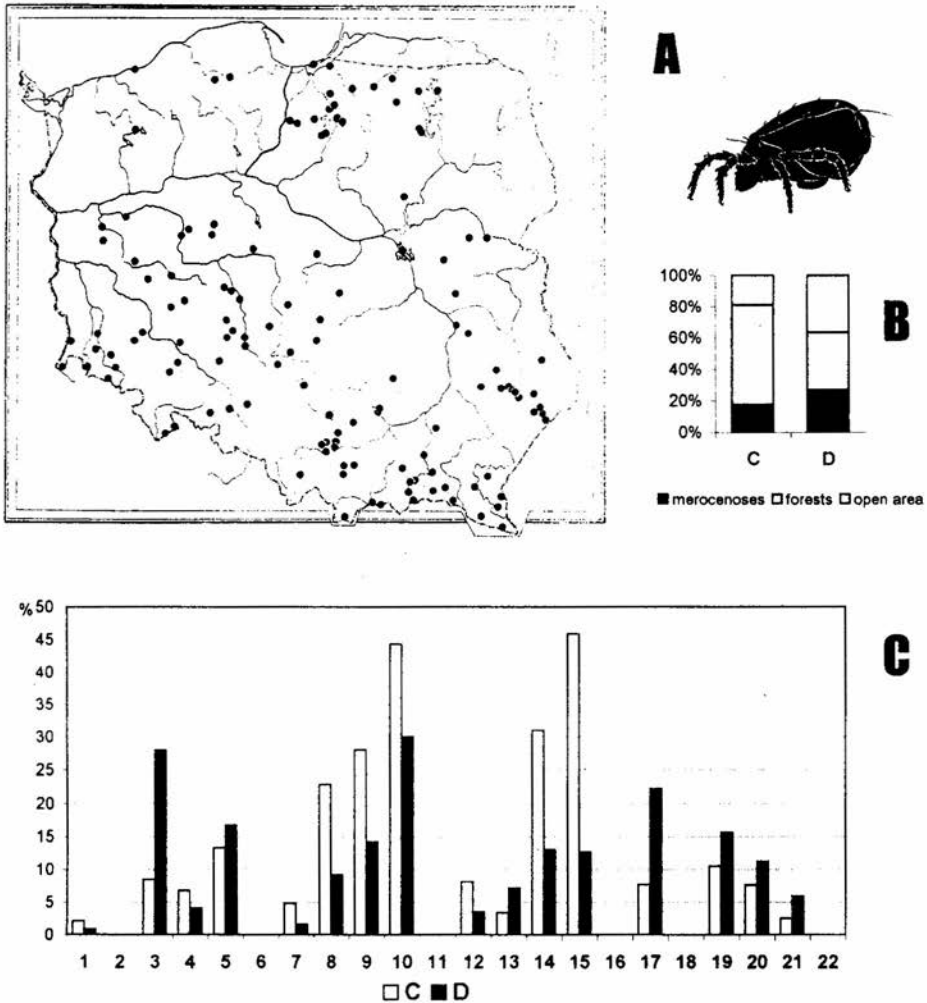 A
100%
80%
60%
40%
20%
0%
B
C D
■ merocenoses □ forests □ open area
% 50
45
40
35
30
25
20
15
10
5
0
C
1 2 3 4 5 6 7 8 9 10 11 12 13 14 15 16 17 18 19 20 21 22
□ C ■ D